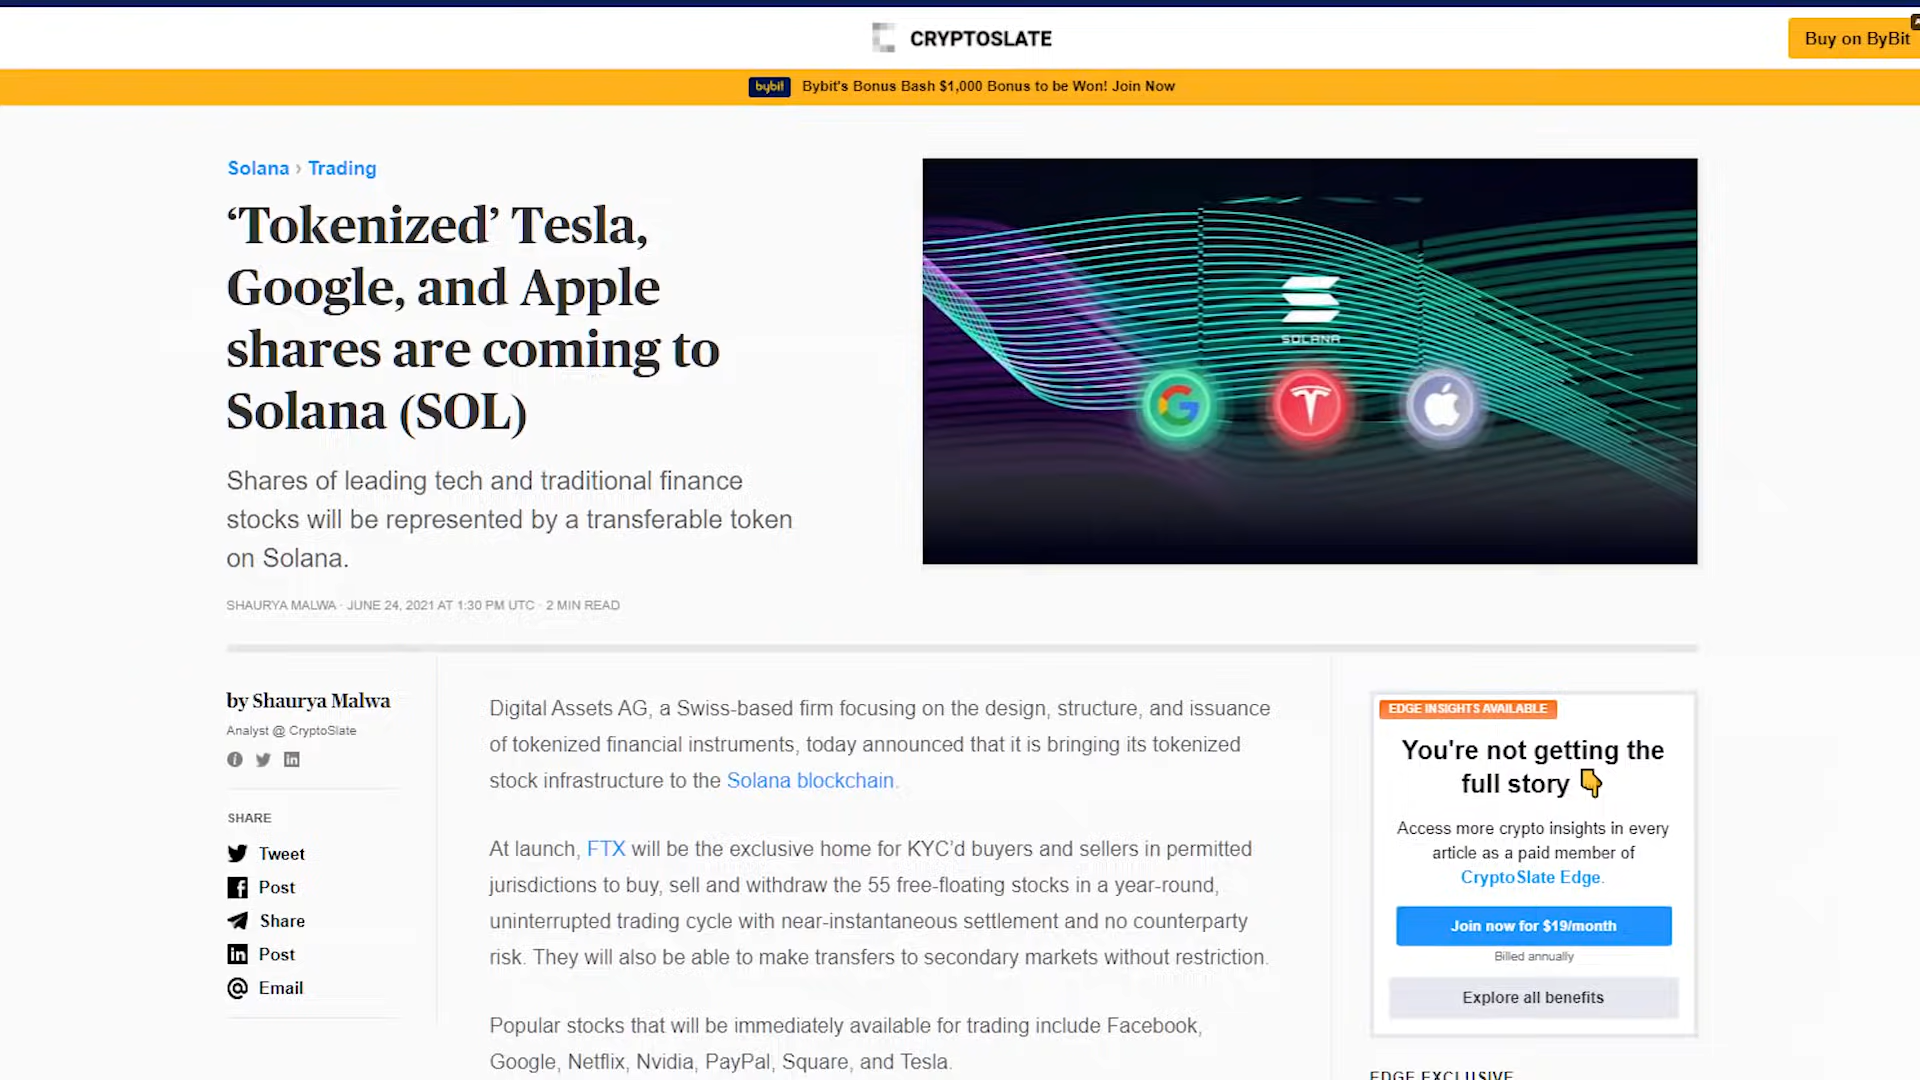 CRYPTOSLATE
Buy on ByBit
bybit Bybit's Bonus Bash $1,000 Bonus to be Won! Join Now
Solana › Trading
‘Tokenized’ Tesla,
Google, and Apple
shares are coming to
Solana (SOL)
Shares of leading tech and traditional finance
stocks will be represented by a transferable token
on Solana.
SHAURYA MALWA · JUNE 24, 2021 AT 1:30 PM UTC · 2 MIN READ
SOLANA
by Shaurya Malwa
Analyst @ CryptoSlate
SHARE
Tweet
Post
Share
Post
Email
Digital Assets AG, a Swiss-based firm focusing on the design, structure, and issuance
of tokenized financial instruments, today announced that it is bringing its tokenized
stock infrastructure to the Solana blockchain.
At launch, FTX will be the exclusive home for KYC’d buyers and sellers in permitted
jurisdictions to buy, sell and withdraw the 55 free-floating stocks in a year-round,
uninterrupted trading cycle with near-instantaneous settlement and no counterparty
risk. They will also be able to make transfers to secondary markets without restriction.
Popular stocks that will be immediately available for trading include Facebook,
Google, Netflix, Nvidia, PayPal, Square, and Tesla.
EDGE INSIGHTS AVAILABLE
You're not getting the
full story
Access more crypto insights in every
article as a paid member of
CryptoSlate Edge.
Join now for $19/month
Billed annually
Explore all benefits
EDGE EXCLUSIVE